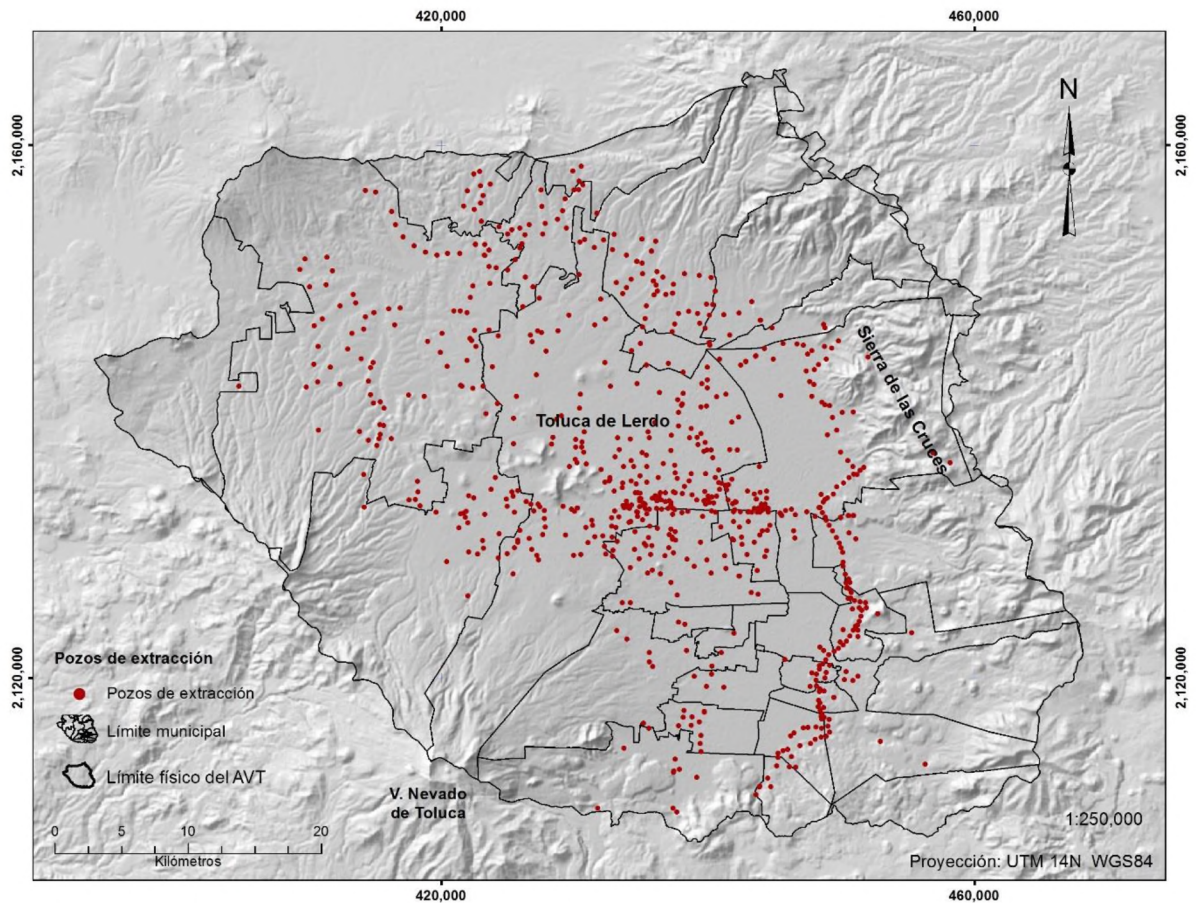 420,000
460,000
N
2,160,000
2,160,000
Sierra de las Cruces
Toluca de Lerdo
2,120,000
2,120,000
Pozos de extracción
Pozos de extracción
Límite municipal
Límite físico del AVT
V. Nevado
de Toluca
0 5 10 20
Kilómetros
1:250,000
Proyección: UTM 14N WGS84
420,000
460,000